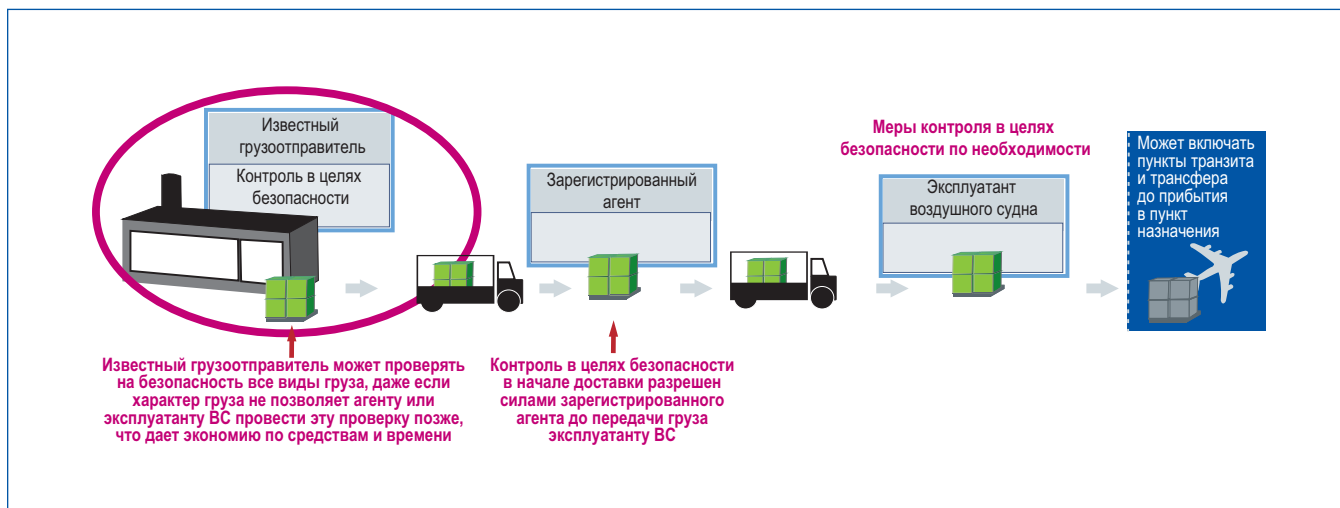 Известный
грузоотправитель
Контроль в целях
безопасности
Известный грузоотправитель может проверять
на безопасность все виды груза, даже если
характер груза не позволяет агенту или
эксплуатанту ВС провести эту проверку позже,
что дает экономию по средствам и времени
Зарегистрированный
агент
Контроль в целях безопасности
в начале доставки разрешен
силами зарегистрированного
агента до передачи груза
эксплуатанту ВС
Меры контроля в целях
безопасности по необходимости
Эксплуатант
воздушного судна
Может включать
пункты транзита
и трансфера
до прибытия
в пункт
назначения